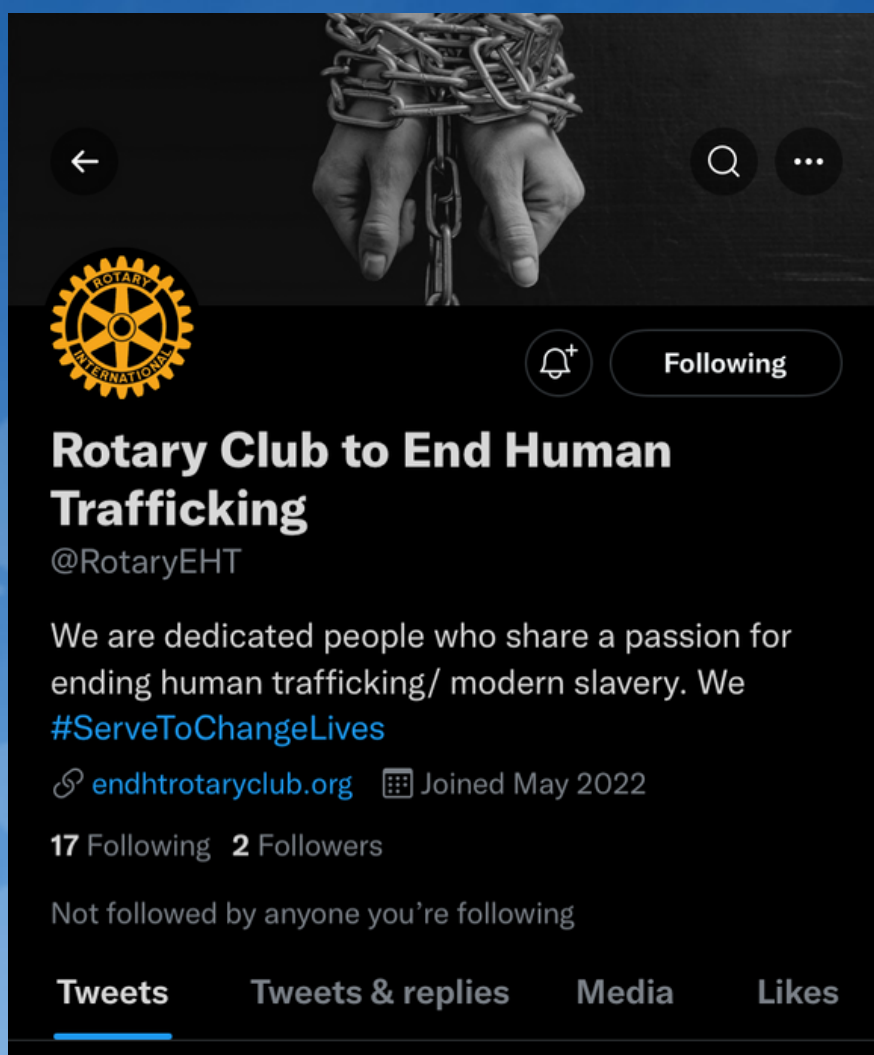 ROTARY
INTERNATIONAL
Following
Rotary Club to End Human
Trafficking
@RotaryEHT
We are dedicated people who share a passion for
ending human trafficking/ modern slavery. We
#ServeToChangeLives
endhtrotaryclub.org Joined May 2022
17 Following 2 Followers
Not followed by anyone you’re following
Tweets Tweets & replies Media Likes